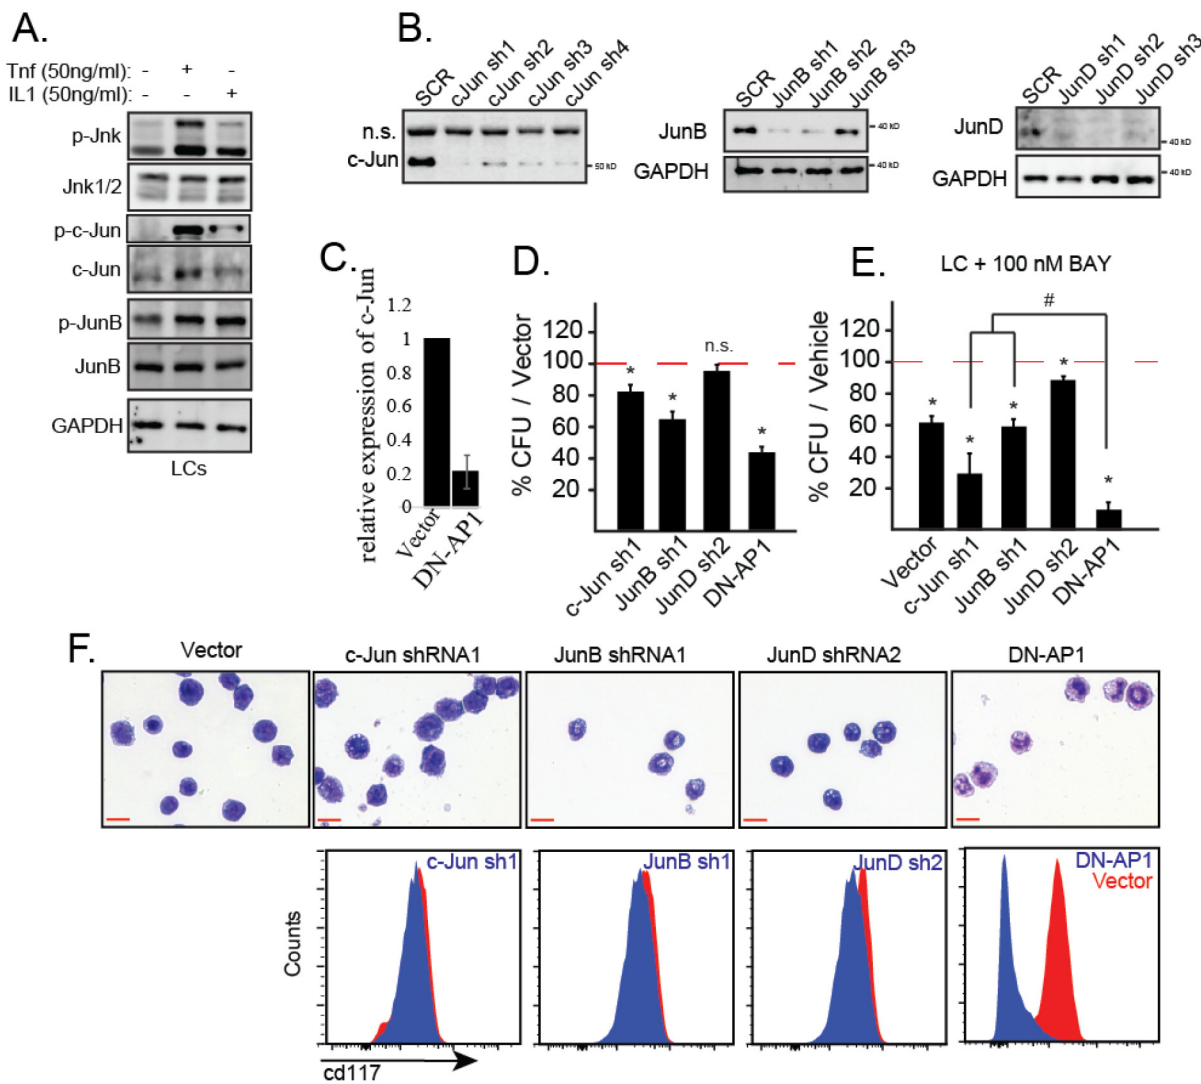 A.
Tnf (50ng/ml): - + -
IL1 (50ng/ml): - - +
p-Jnk
Jnk1/2
p-c-Jun
c-Jun
p-JunB
JunB
GAPDH
LCs
B.
SCR
cJun sh1
cJun sh2
cJun sh3
cJun sh4
n.s.
c-Jun
50 kD
SCR
JunB sh1
JunB sh2
JunB sh3
JunB
40 kD
GAPDH
40 kD
SCR
JunD sh1
JunD sh2
JunD sh3
JunD
40 kD
GAPDH
40 kD
C.
relative expression of c-Jun
1.2
1
0.8
0.6
0.4
0.2
0
Vector
DN-AP1
D.
% CFU / Vector
120
100
80
60
40
20
*
*
n.s.
*
c-Jun sh1
JunB sh1
JunD sh2
DN-AP1
E.
LC + 100 nM BAY
% CFU / Vehicle
120
100
80
60
40
20
#
*
*
*
*
*
Vector
c-Jun sh1
JunB sh1
JunD sh2
DN-AP1
F.
Vector
c-Jun shRNA1
JunB shRNA1
JunD shRNA2
DN-AP1
Counts
c-Jun sh1
JunB sh1
JunD sh2
DN-AP1
Vector
cd117